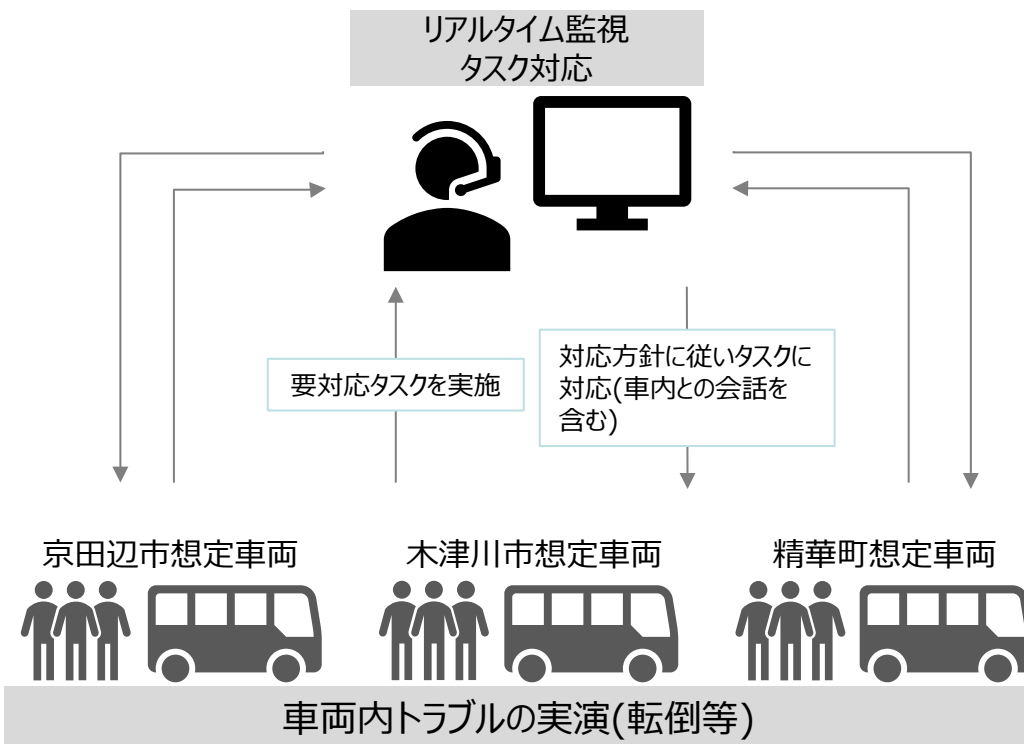 リアルタイム監視
タスク対応
要対応タスクを実施
対応方針に従いタスクに
対応(車内との会話を
含む)
京田辺市想定車両
木津川市想定車両
精華町想定車両
車両内トラブルの実演(転倒等)